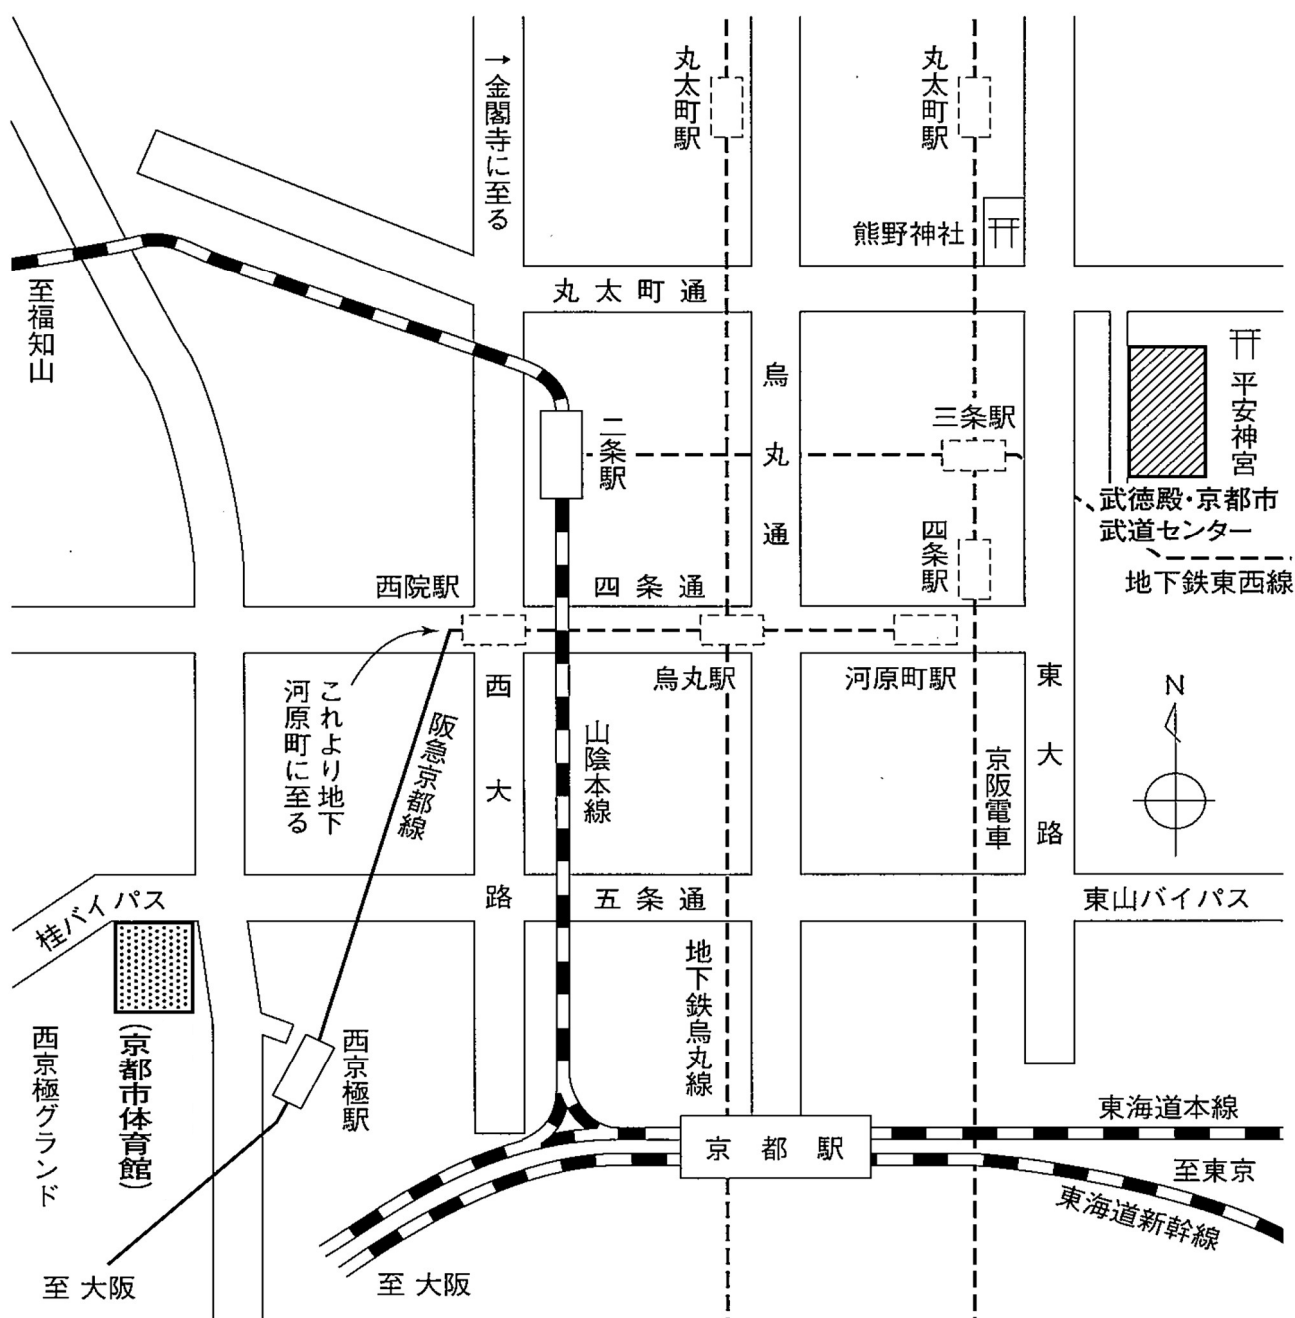 →金閣寺に至る
丸太町駅
丸太町駅
熊野神社
至福知山
丸太町通
平安神宮
烏丸通
二条駅
三条駅
武徳殿・京都市
武道センター
四条駅
地下鉄東西線
西院駅
四条通
烏丸駅
河原町駅
東大路
西大路
これより地下
河原町に至る
阪急京都線
山陰本線
京阪電車
N
五条通
東山バイパス
桂バイパス
地下鉄烏丸線
西京極グランド
(京都市体育館)
西京極駅
東海道本線
京都駅
至東京
東海道新幹線
至 大阪
至 大阪